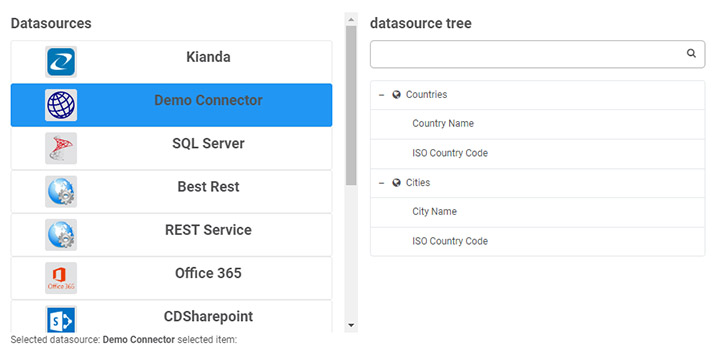 Datasources
Kianda
Demo Connector
SQL Server
Best Rest
REST Service
Office 365
Office 365
CDSharepoint
Selected datasource: Demo Connector selected item:
datasource tree
− Countries
Country Name
ISO Country Code
− Cities
City Name
ISO Country Code